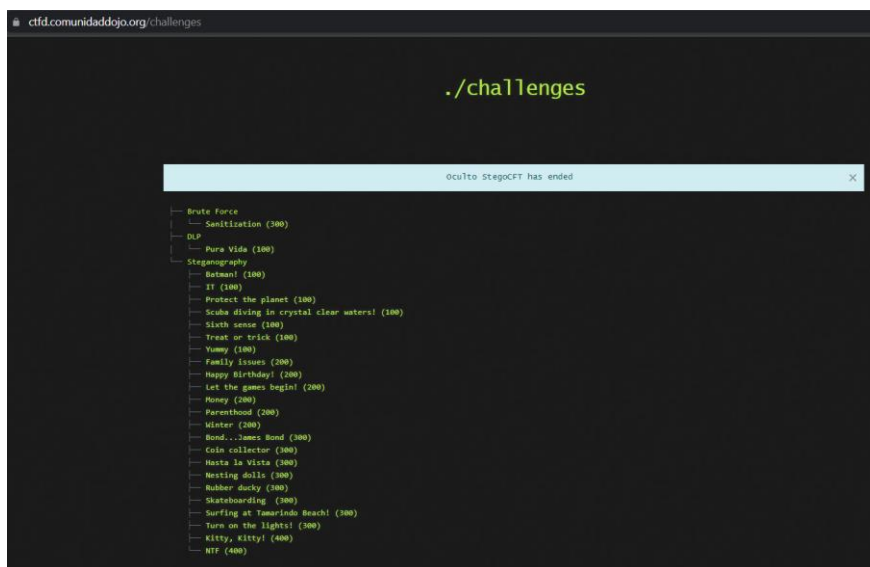 ctfd.comunidaddojo.org/challenges
./challenges
Oculto StegoCFT has ended ×
├── Brute Force
│   └── Sanitization (300)
├── DLP
│   └── Pura Vida (100)
└── Steganography
    ├── Batman! (100)
    ├── IT (100)
    ├── Protect the planet (100)
    ├── Scuba diving in crystal clear waters! (100)
    ├── Sixth sense (100)
    ├── Treat or trick (100)
    ├── Yummy (100)
    ├── Family issues (200)
    ├── Happy Birthday! (200)
    ├── Let the games begin! (200)
    ├── Money (200)
    ├── Parenthood (200)
    ├── Winter (200)
    ├── Bond...James Bond (300)
    ├── Coin collector (300)
    ├── Hasta la Vista (300)
    ├── Nesting dolls (300)
    ├── Rubber ducky (300)
    ├── Skateboarding (300)
    ├── Surfing at Tamarindo Beach! (300)
    ├── Turn on the lights! (300)
    ├── Kitty, Kitty! (400)
    └── NTF (400)